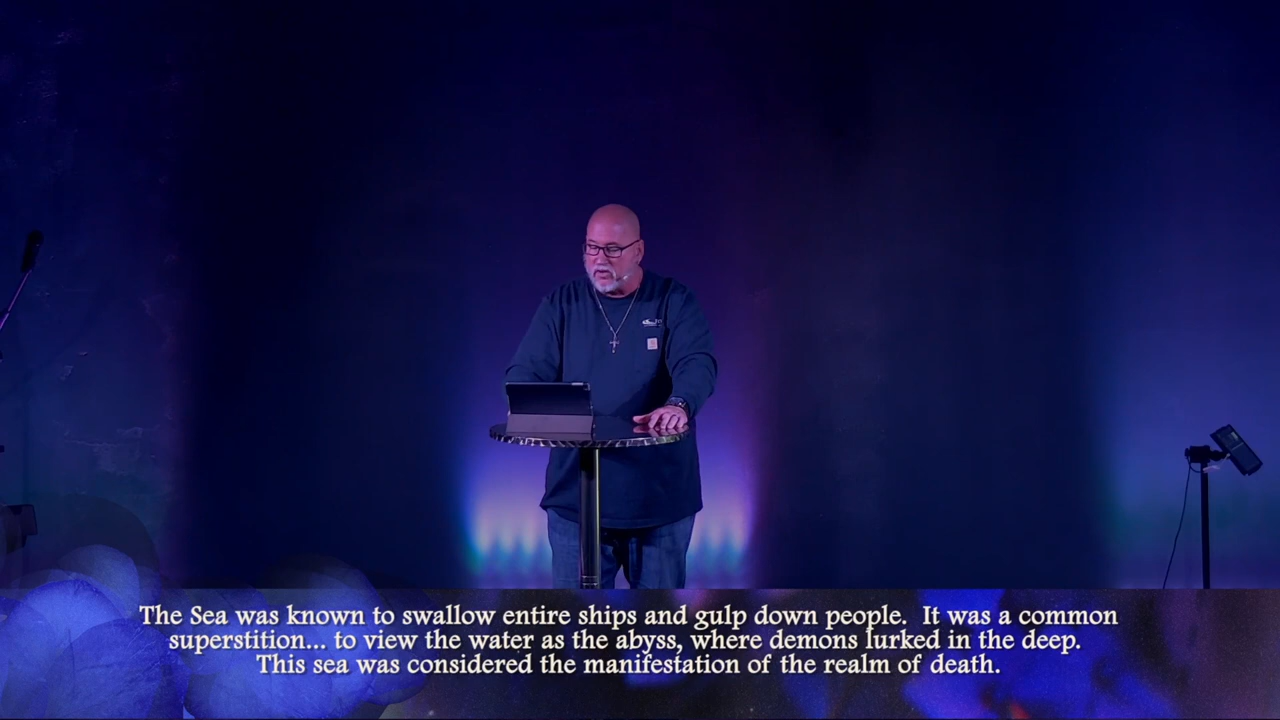 The Sea was known to swallow entire ships and gulp down people.  It was a common
superstition... to view the water as the abyss, where demons lurked in the deep.
This sea was considered the manifestation of the realm of death.